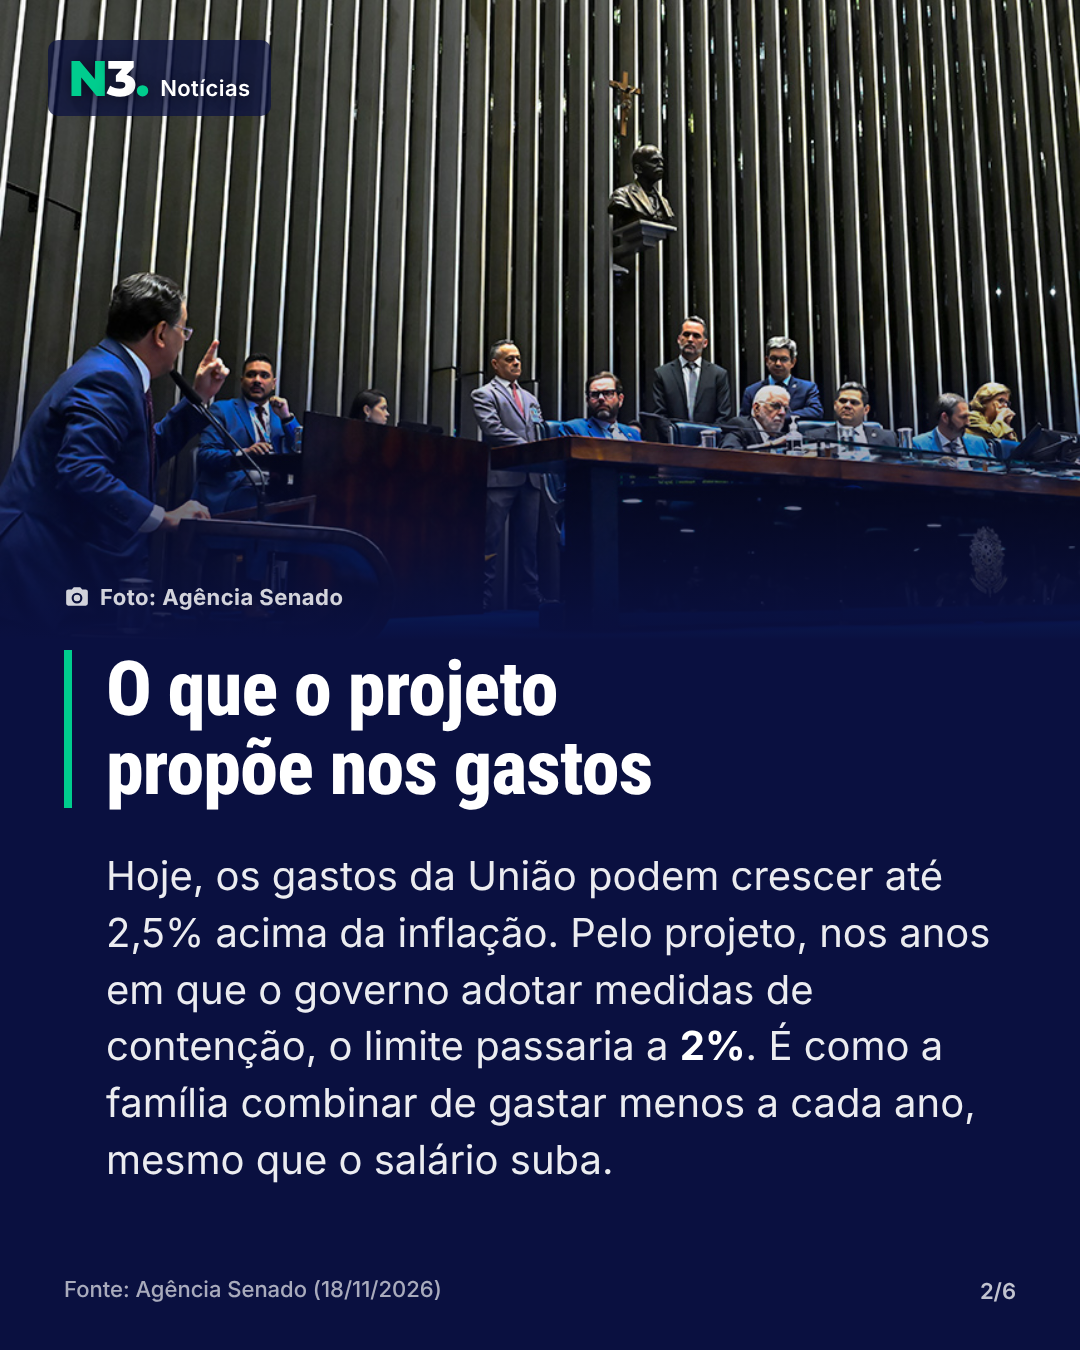 N3. Notícias
Foto: Agência Senado
O que o projeto
propõe nos gastos
Hoje, os gastos da União podem crescer até
2,5% acima da inflação. Pelo projeto, nos anos
em que o governo adotar medidas de
contenção, o limite passaria a 2%. É como a
família combinar de gastar menos a cada ano,
mesmo que o salário suba.
Fonte: Agência Senado (18/11/2026)
2/6